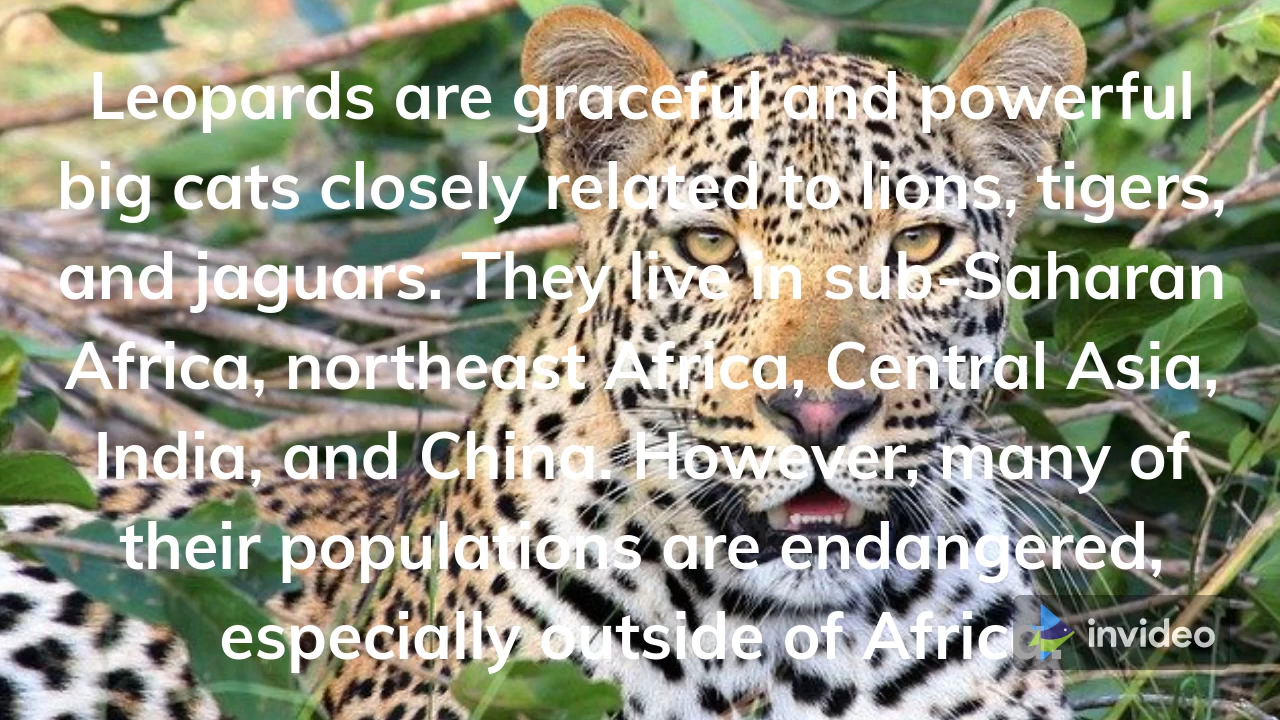 Leopards are graceful and powerful
big cats closely related to lions, tigers,
and jaguars. They live in sub-Saharan
Africa, northeast Africa, Central Asia,
India, and China. However, many of
their populations are endangered,
especially outside of Afric
invideo